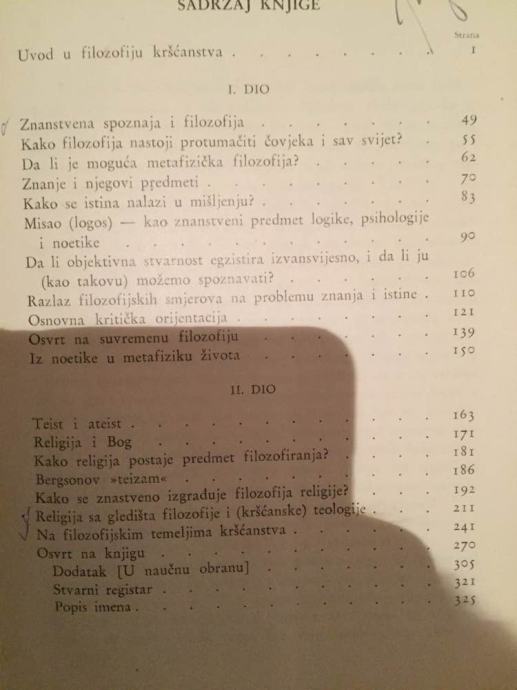 SADRŽAJ KNJIGE
Strana
Uvod u filozofiju kršćanstva . . . . . . . 1
I. DIO
Znanstvena spoznaja i filozofija . . . . . . 49
Kako filozofija nastoji protumačiti čovjeka i sav svijet? . 55
Da li je moguća metafizička filozofija? . . . . . 62
Znanje i njegovi predmeti . . . . . . . . 70
Kako se istina nalazi u mišljenju? . . . . . . 83
Misao (logos) — kao znanstveni predmet logike, psihologije
i noetike . . . . . . . . . . 90
Da li objektivna stvarnost egzistira izvansvijesno, i da li ju
(kao takovu) možemo spoznavati? . . . . . 106
Razlaz filozofijskih smjerova na problemu znanja i istine . 110
Osnovna kritička orijentacija . . . . . . . 121
Osvrt na suvremenu filozofiju . . . . . . 139
Iz noetike u metafiziku života . . . . . . 150
II. DIO
Teist i ateist . . . . . . . . . . 163
Religija i Bog . . . . . . . . . 171
Kako religija postaje predmet filozofiranja? . . . . 181
Bergsonov »teizam« . . . . . . . . 186
Kako se znastveno izgrađuje filozofija religije? . . . 192
Religija sa gledišta filozofije i (kršćanske) teologije . . . 211
Na filozofijskim temeljima kršćanstva . . . . . 241
Osvrt na knjigu . . . . . . . . . 270
Dodatak [U naučnu obranu] . . . . . . 305
Stvarni registar . . . . . . . . . 321
Popis imena . . . . . . . . . . 325